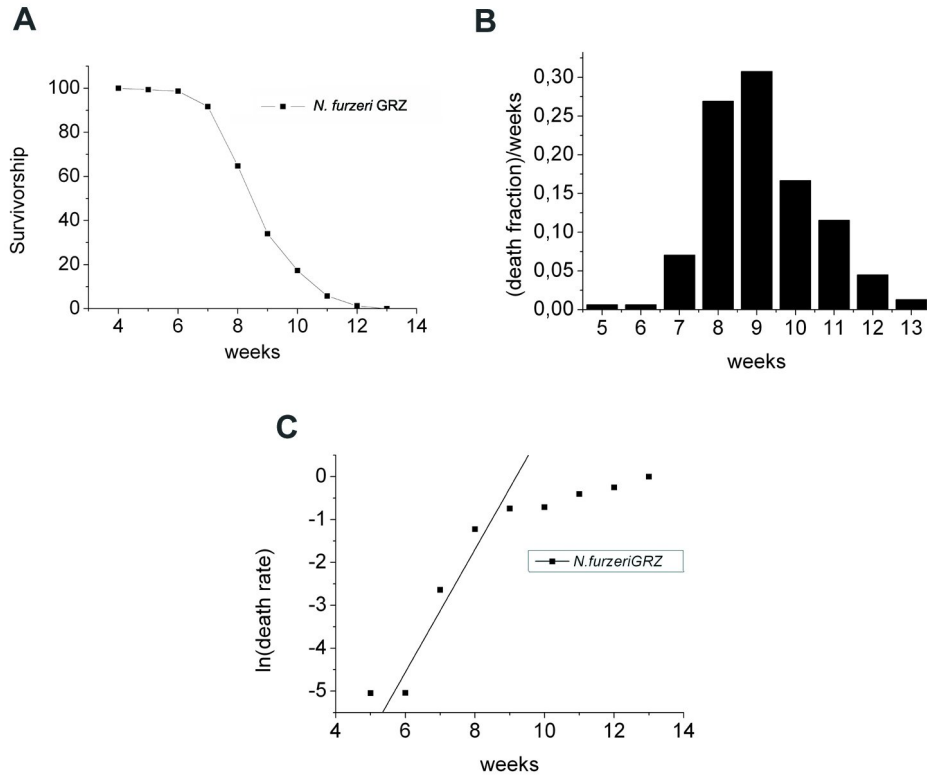 A
Survivorship
100
80
60
40
20
0
N. furzeri GRZ
4 6 8 10 12 14
weeks
B
(death fraction)/weeks
0,30
0,25
0,20
0,15
0,10
0,05
0,00
5 6 7 8 9 10 11 12 13
weeks
C
ln(death rate)
0
-1
-2
-3
-4
-5
N.furzeriGRZ
4 6 8 10 12 14
weeks